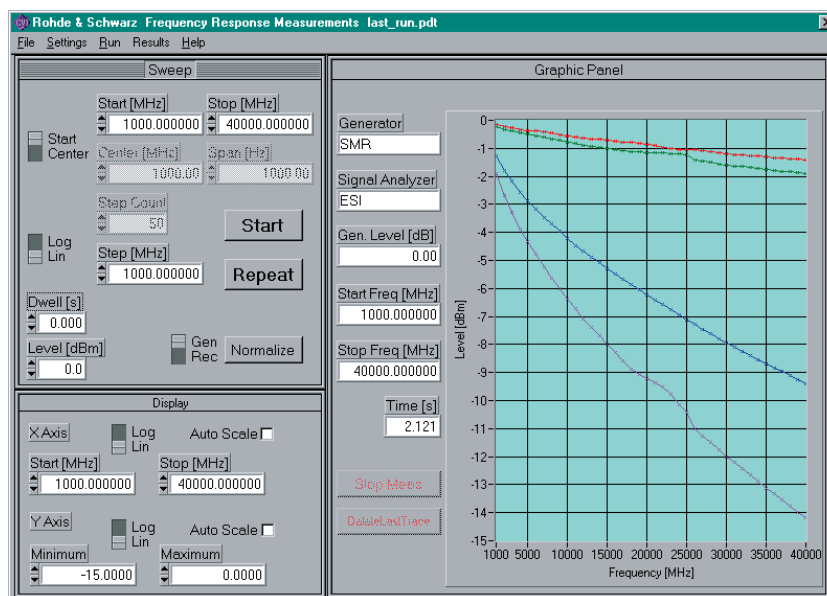 Rohde & Schwarz Frequency Response Measurements last_run.pdt
File Settings Run Results Help
Sweep
Start [MHz] Stop [MHz]
1000.000000 40000.000000
Start
Center
Center [MHz] Span [Hz]
1000.00 1000.00
Step Count
50
Start
Log
Lin
Step [MHz]
1000.000000
Repeat
Dwell [s]
0.000
Level [dBm]
0.0
Gen
Rec
Normalize
Display
X Axis
Log
Lin
Auto Scale
Start [MHz] Stop [MHz]
1000.000000 40000.000000
Y Axis
Log
Lin
Auto Scale
Minimum Maximum
-15.0000 0.0000
Graphic Panel
Generator
SMR
Signal Analyzer
ESI
Gen. Level [dB]
0.00
Start Freq [MHz]
1000.000000
Stop Freq [MHz]
40000.000000
Time [s]
2.121
Stop Meas
DeleteLastTrace
Level [dBm]
0
-1
-2
-3
-4
-5
-6
-7
-8
-9
-10
-11
-12
-13
-14
-15
1000 5000 10000 15000 20000 25000 30000 35000 40000
Frequency [MHz]